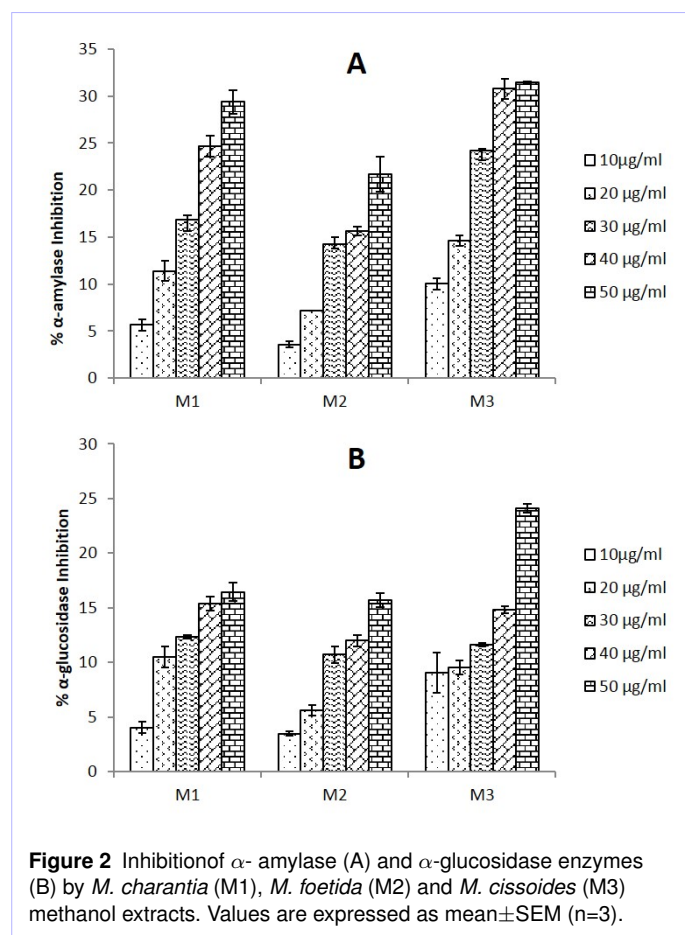 A
% α-amylase Inhibition
35
30
25
20
15
10
5
0
M1 M2 M3
10µg/ml
20 µg/ml
30 µg/ml
40 µg/ml
50 µg/ml
B
% α-glucosidase Inhibition
30
25
20
15
10
5
0
M1 M2 M3
10µg/ml
20 µg/ml
30 µg/ml
40 µg/ml
50 µg/ml
Figure 2 Inhibitionof α- amylase (A) and α-glucosidase enzymes
(B) by M. charantia (M1), M. foetida (M2) and M. cissoides (M3)
methanol extracts. Values are expressed as mean±SEM (n=3).